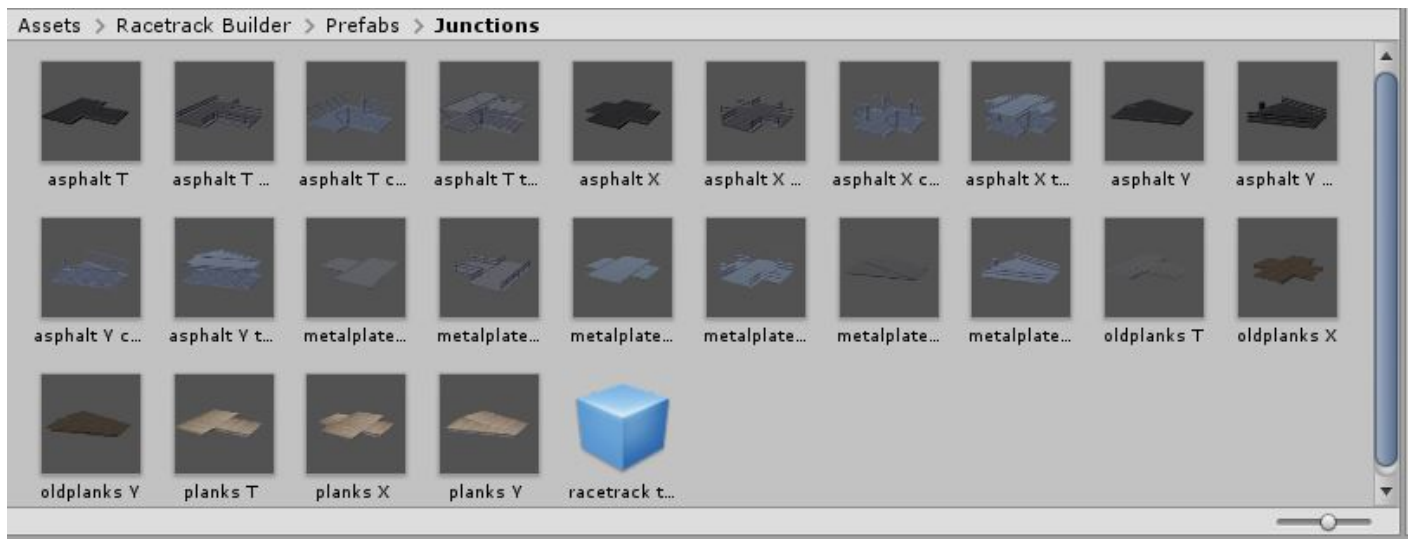 Assets > Racetrack Builder > Prefabs > Junctions
asphalt T asphalt T ... asphalt T c... asphalt T t... asphalt X asphalt X ... asphalt X c... asphalt X t... asphalt Y asphalt Y ...
asphalt Y c... asphalt Y t... metalplate... metalplate... metalplate... metalplate... metalplate... metalplate... oldplanks T oldplanks X
oldplanks Y planks T planks X planks Y racetrack t...